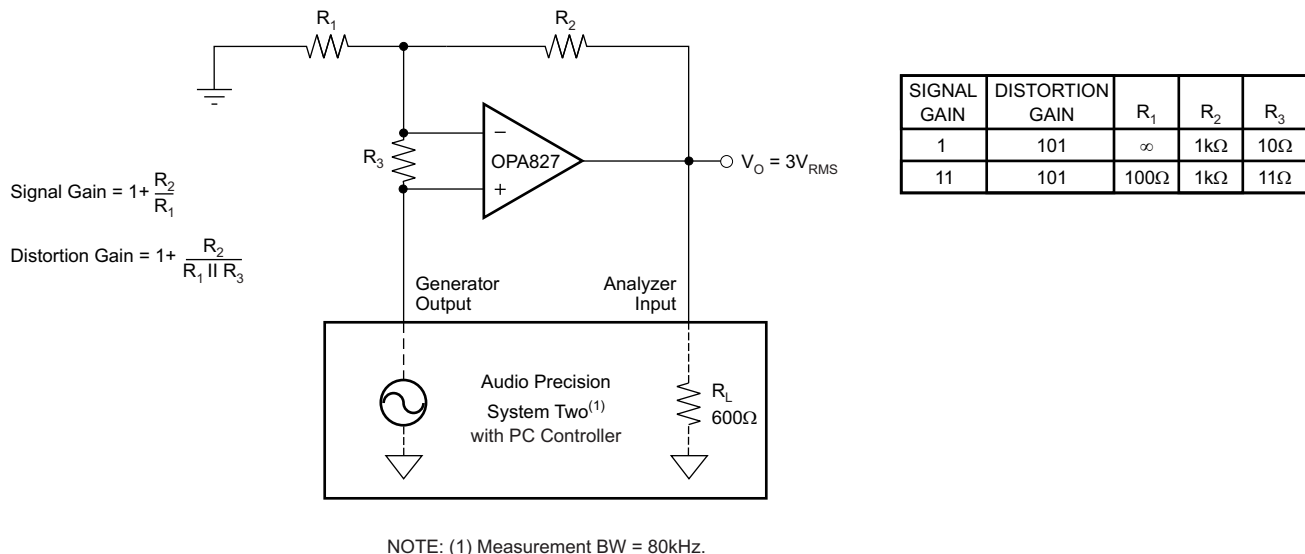 R1
R2
R3
−
OPA827
+
VO = 3VRMS
Signal Gain = 1+ R2
R1
Distortion Gain = 1+ R2
R1 II R3
Generator
Output
Analyzer
Input
Audio Precision
System Two(1)
with PC Controller
RL
600Ω
SIGNAL GAIN DISTORTION GAIN R1 R2 R3
1 101 ∞ 1kΩ 10Ω
11 101 100Ω 1kΩ 11Ω
NOTE: (1) Measurement BW = 80kHz.